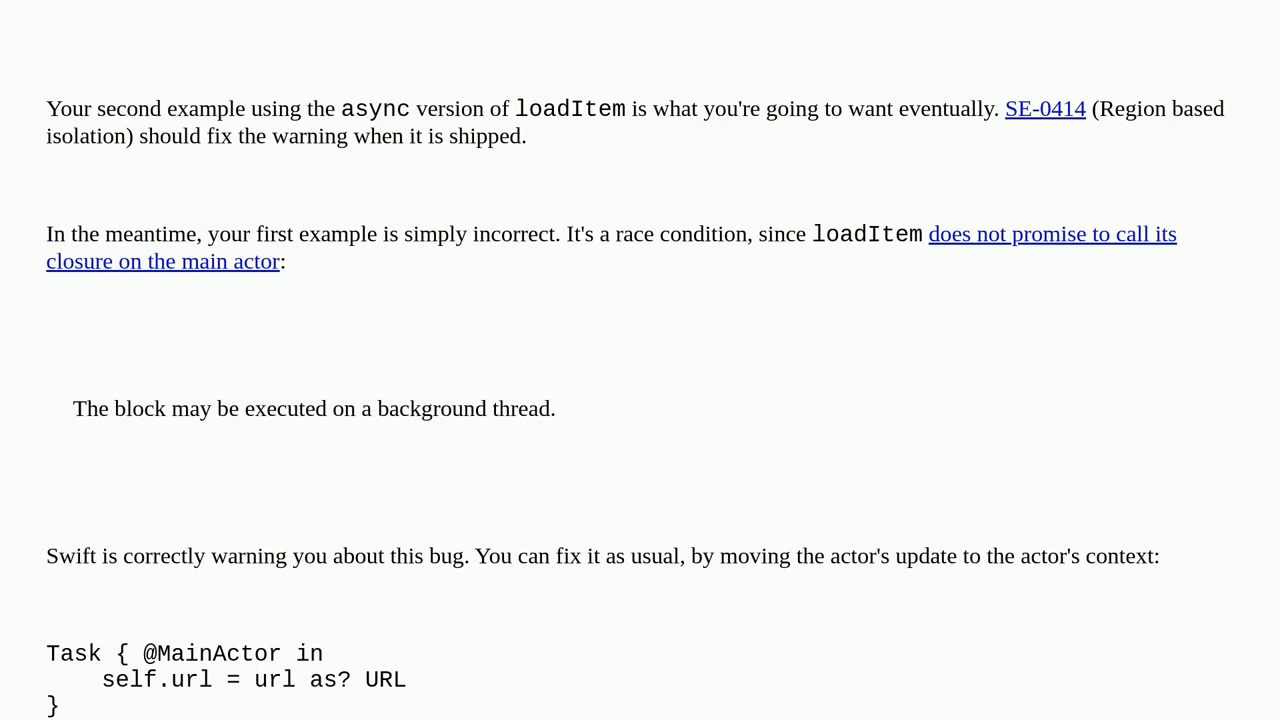 Your second example using the async version of loadItem is what you're going to want eventually. SE-0414 (Region based
isolation) should fix the warning when it is shipped.
In the meantime, your first example is simply incorrect. It's a race condition, since loadItem does not promise to call its
closure on the main actor:
The block may be executed on a background thread.
Swift is correctly warning you about this bug. You can fix it as usual, by moving the actor's update to the actor's context:
Task { @MainActor in
    self.url = url as? URL
}